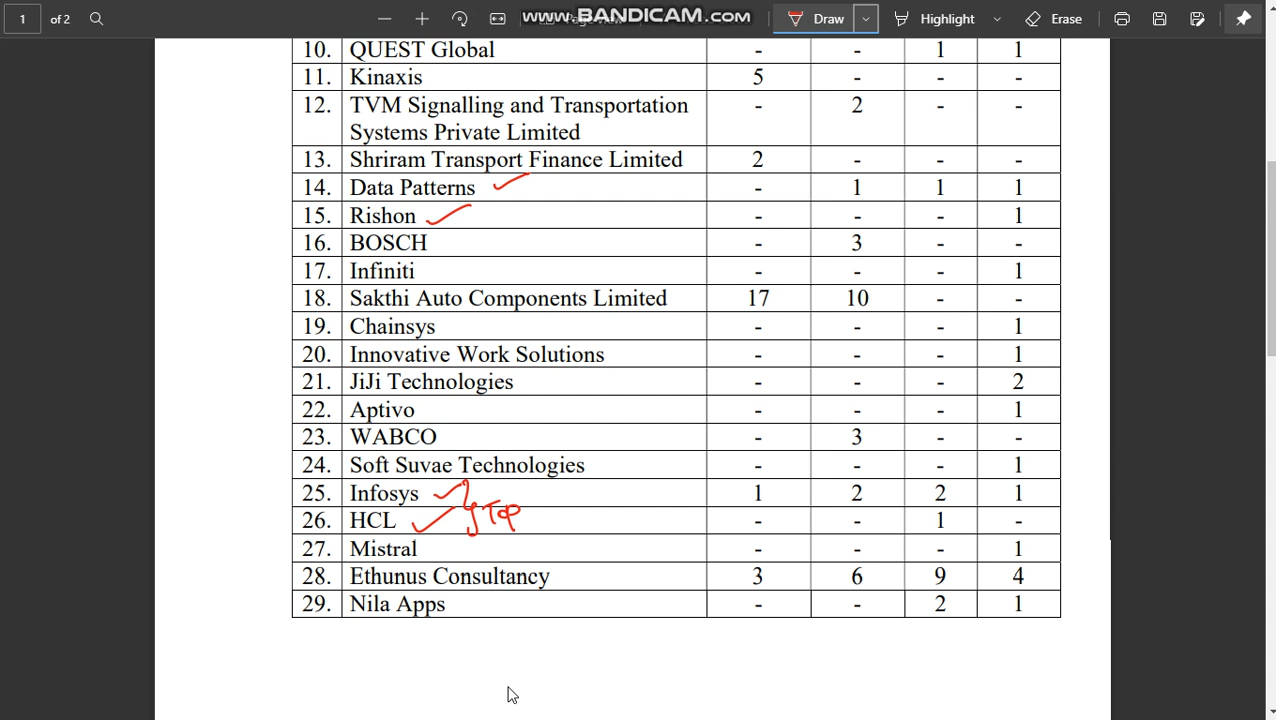 1 of 2 WWW.BANDICAM.COM Draw Highlight Erase
10. QUEST Global - - 1 1
11. Kinaxis 5 - - -
12. TVM Signalling and Transportation - 2 - -
Systems Private Limited
13. Shriram Transport Finance Limited 2 - - -
14. Data Patterns - 1 1 1
15. Rishon - - - 1
16. BOSCH - 3 - -
17. Infiniti - - - 1
18. Sakthi Auto Components Limited 17 10 - -
19. Chainsys - - - 1
20. Innovative Work Solutions - - - 1
21. JiJi Technologies - - - 2
22. Aptivo - - - 1
23. WABCO - 3 - -
24. Soft Suvae Technologies - - - 1
25. Infosys 1 2 2 1
Top
26. HCL - - 1 -
27. Mistral - - - 1
28. Ethunus Consultancy 3 6 9 4
29. Nila Apps - - 2 1